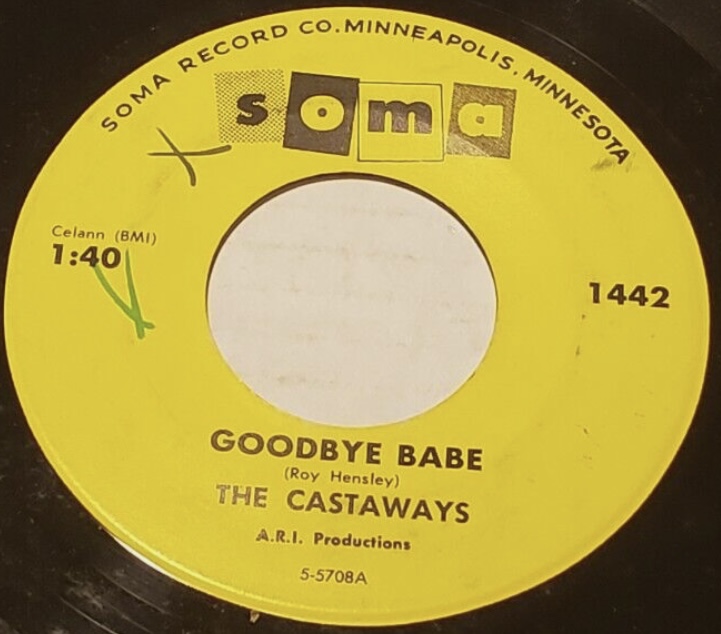 SOMA RECORD CO. MINNEAPOLIS, MINNESOTA
soma
Celann (BMI)
1:40
1442
GOODBYE BABE
(Roy Hensley)
THE CASTAWAYS
A.R.I. Productions
5-5708A